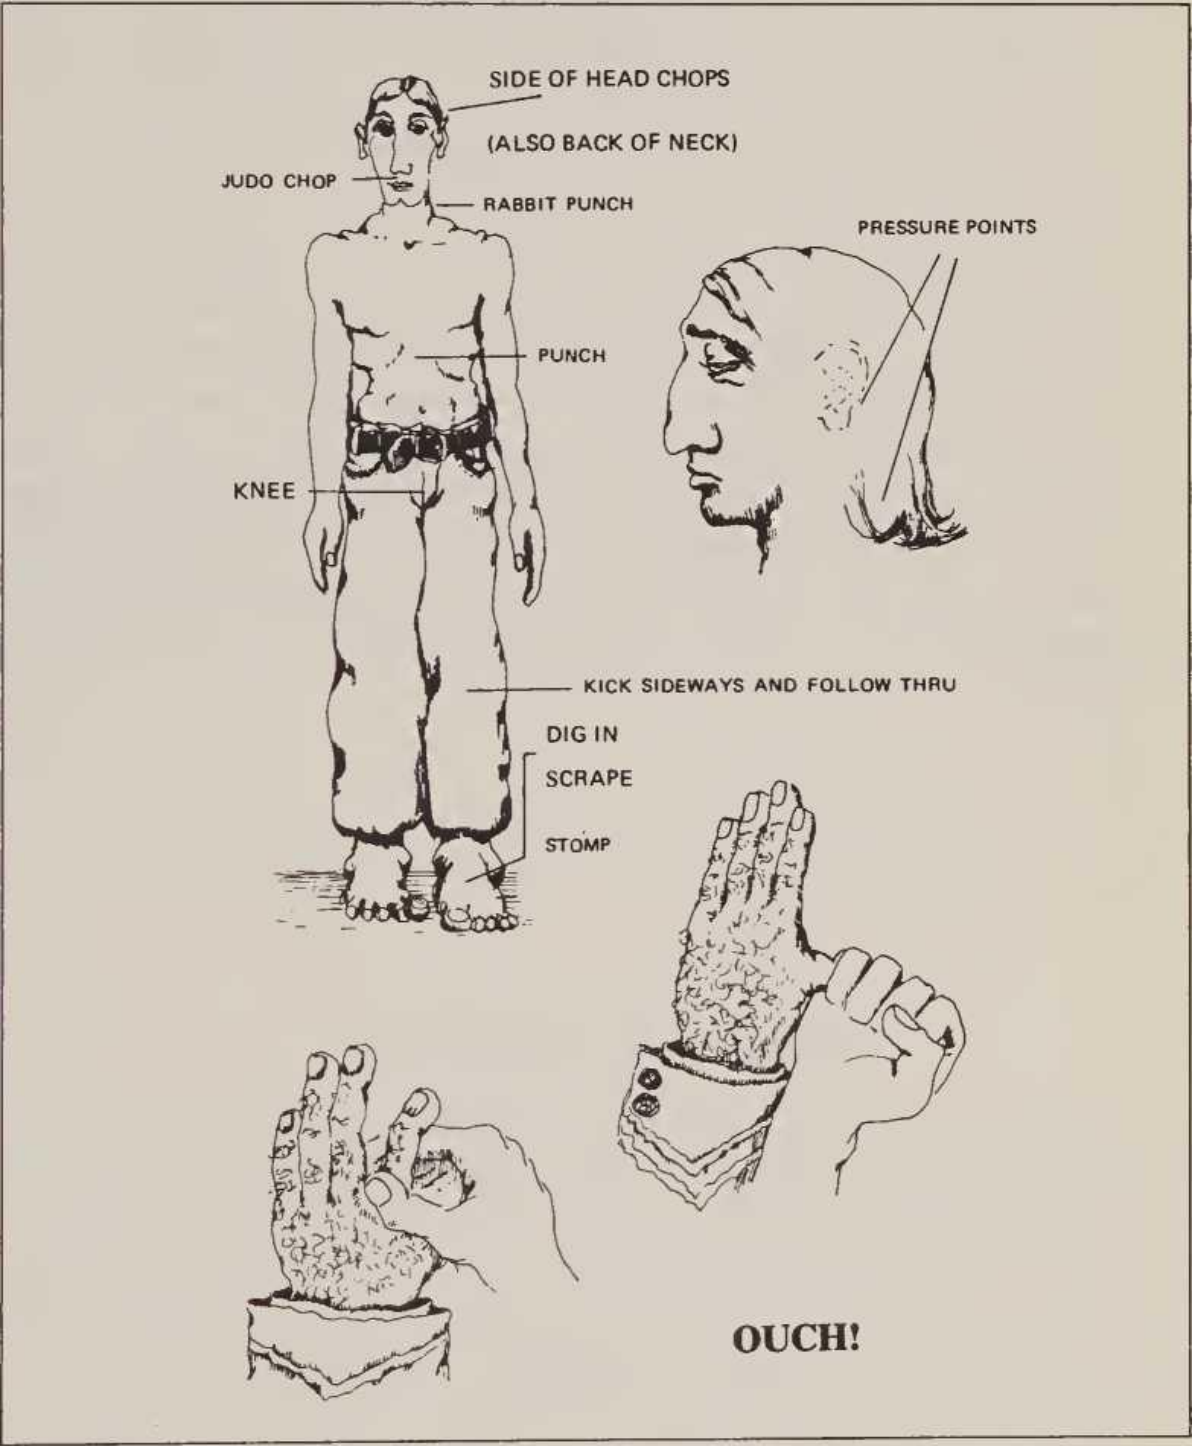 SIDE OF HEAD CHOPS
(ALSO BACK OF NECK)
JUDO CHOP
RABBIT PUNCH
PRESSURE POINTS
PUNCH
KNEE
KICK SIDEWAYS AND FOLLOW THRU
DIG IN
SCRAPE
STOMP
OUCH!